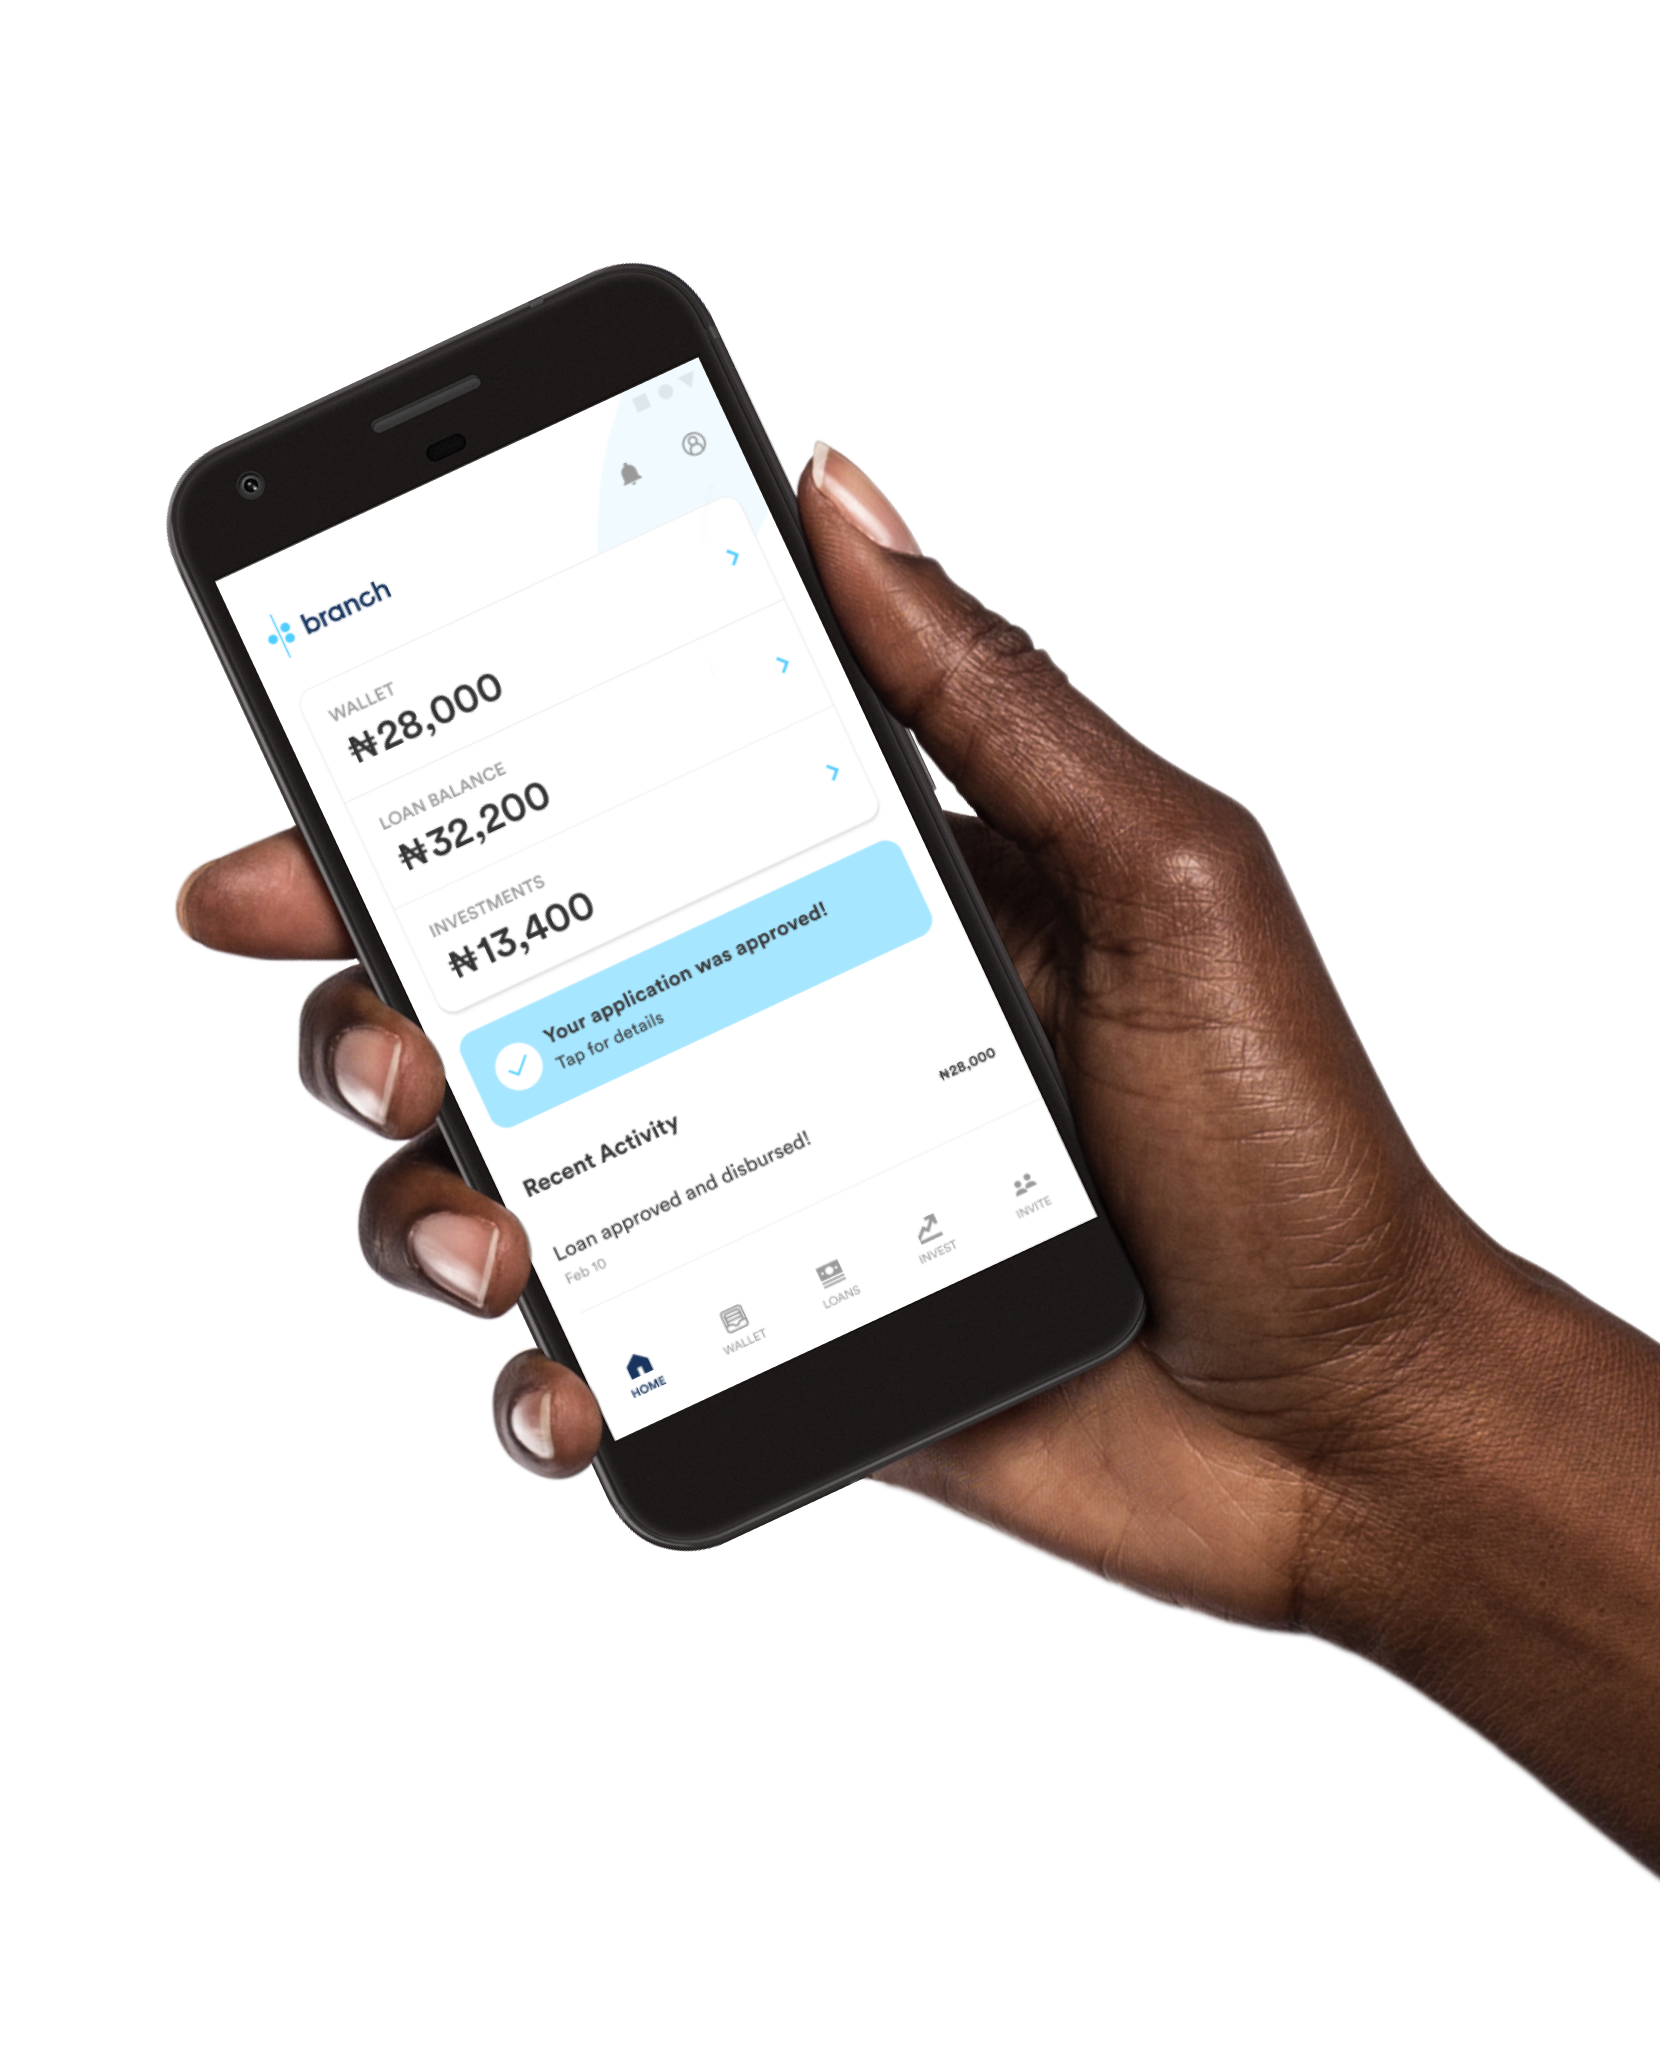 branch
WALLET
₦28,000
LOAN BALANCE
₦32,200
INVESTMENTS
₦13,400
Your application was approved!
Tap for details
Recent Activity
Loan approved and disbursed!
₦28,000
Feb 10
HOME
WALLET
LOANS
INVEST
INVITE